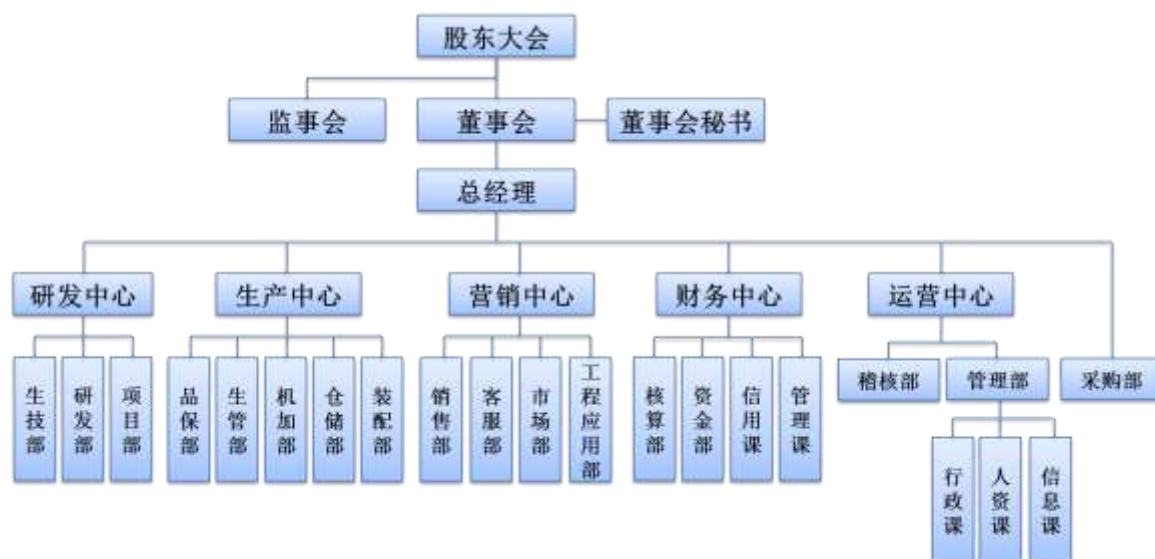 股东大会
监事会
董事会
董事会秘书
总经理
研发中心
生产中心
营销中心
财务中心
运营中心
生技部
研发部
项目部
品保部
生管部
机加部
仓储部
装配部
销售部
客服部
市场部
工程应用部
核算部
资金部
信用课
管理课
稽核部
管理部
采购部
行政课
人资课
信息课